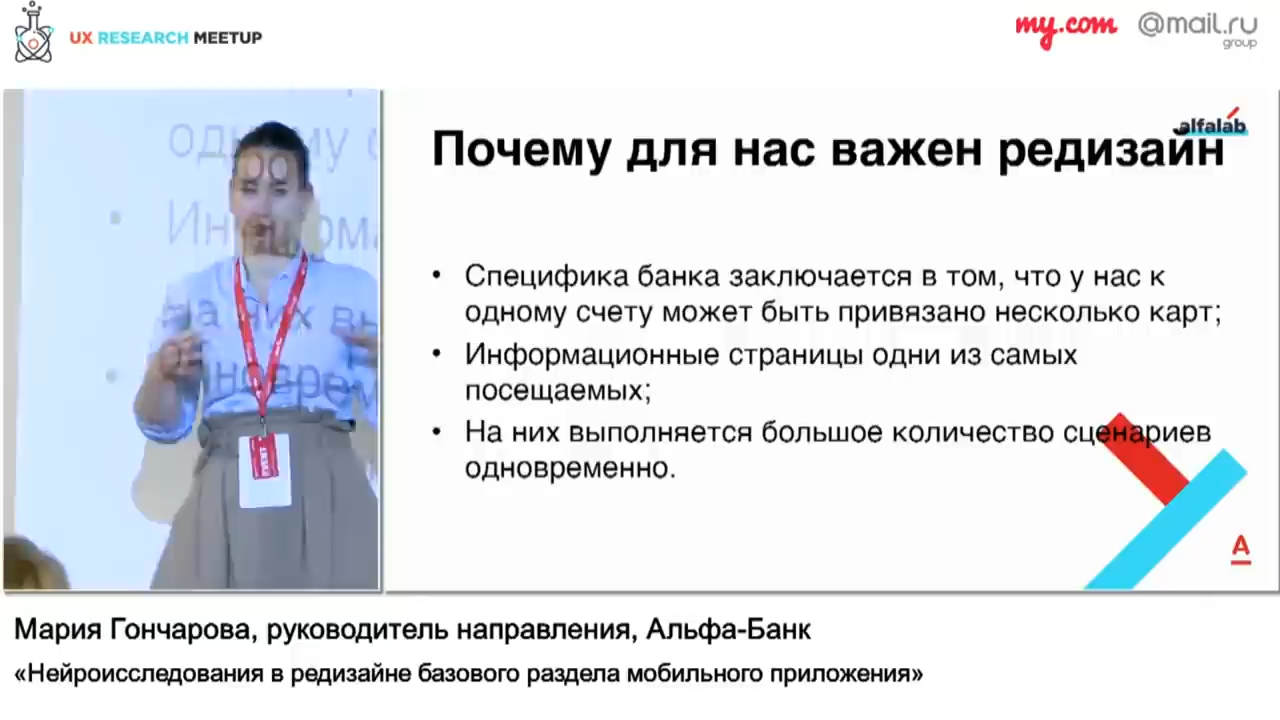 UX RESEARCH MEETUP
my.com @mail.ru
group
alfalab
Почему для нас важен редизайн
• Специфика банка заключается в том, что у нас к
одному счету может быть привязано несколько карт;
• Информационные страницы одни из самых
посещаемых;
• На них выполняется большое количество сценариев
одновременно.
А
Мария Гончарова, руководитель направления, Альфа-Банк
«Нейроисследования в редизайне базового раздела мобильного приложения»